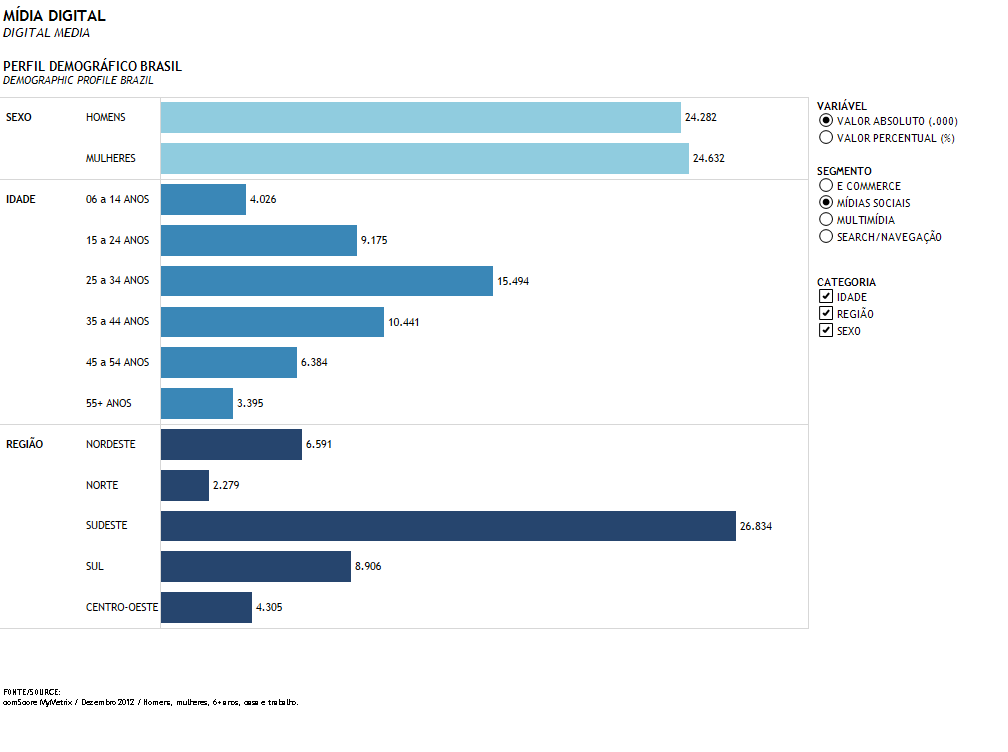 MÍDIA DIGITAL
DIGITAL MEDIA
PERFIL DEMOGRÁFICO BRASIL
DEMOGRAPHIC PROFILE BRAZIL
SEXO HOMENS 24.282
MULHERES 24.632
IDADE 06 a 14 ANOS 4.026
15 a 24 ANOS 9.175
25 a 34 ANOS 15.494
35 a 44 ANOS 10.441
45 a 54 ANOS 6.384
55+ ANOS 3.395
REGIÃO NORDESTE 6.591
NORTE 2.279
SUDESTE 26.834
SUL 8.906
CENTRO-OESTE 4.305
VARIÁVEL
VALOR ABSOLUTO (.000)
VALOR PERCENTUAL (%)
SEGMENTO
E COMMERCE
MÍDIAS SOCIAIS
MULTIMÍDIA
SEARCH/NAVEGAÇÃO
CATEGORIA
IDADE
REGIÃO
SEXO
FONTE/SOURCE:
comScore MyMetrix / Dezembro 2012 / Homens, mulheres, 6+ anos, casa e trabalho.